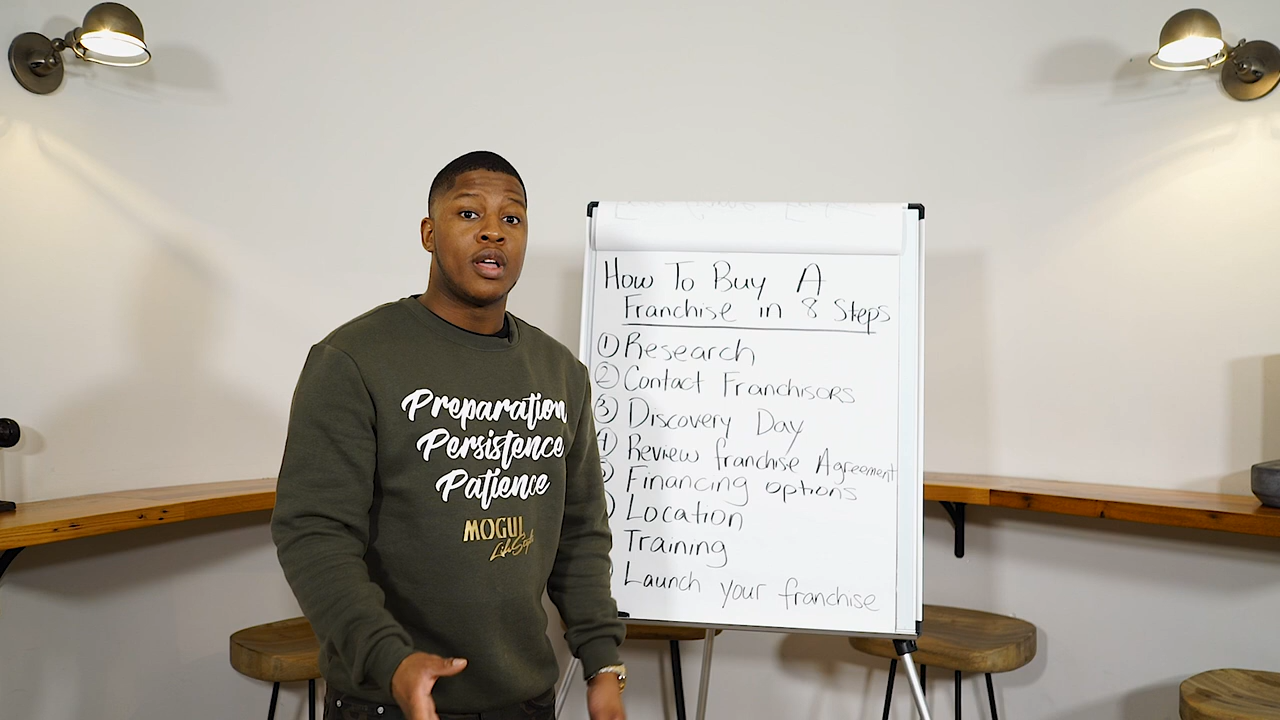 How To Buy A
Franchise in 8 Steps
① Research
② Contact Franchisors
③ Discovery Day
④ Review franchise Agreement
Financing options
Location
Training
Launch your franchise
Preparation
Persistence
Patience
MOGUL
LifeStyle